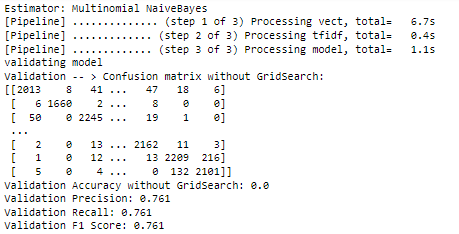 Estimator: Multinomial NaiveBayes
[Pipeline] ............. (step 1 of 3) Processing vect, total=   6.7s
[Pipeline] ............. (step 2 of 3) Processing tfidf, total=   0.4s
[Pipeline] ............. (step 3 of 3) Processing model, total=   1.1s
validating model
Validation -- > Confusion matrix without GridSearch:
[[2013    8   41 ...   47   18    6]
 [   6 1660    2 ...    8    0    0]
 [  50    0 2245 ...   19    1    0]
 ...
 [   2    0   13 ... 2162   11    3]
 [   1    0   12 ...   13 2209  216]
 [   5    0    4 ...    0  132 2101]]
Validation Accuracy without GridSearch: 0.0
Validation Precision: 0.761
Validation Recall: 0.761
Validation F1 Score: 0.761